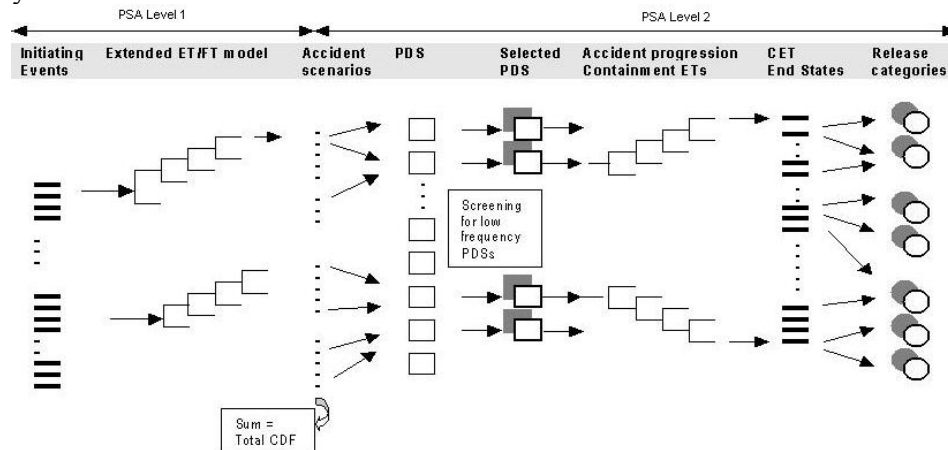 PSA Level 1
PSA Level 2
Initiating Events
Extended ET/FT model
Accident scenarios
PDS
Selected PDS
Accident progression Containment ETs
CET End States
Release categories
Screening
for low
frequency
PDSs
Sum =
Total CDF